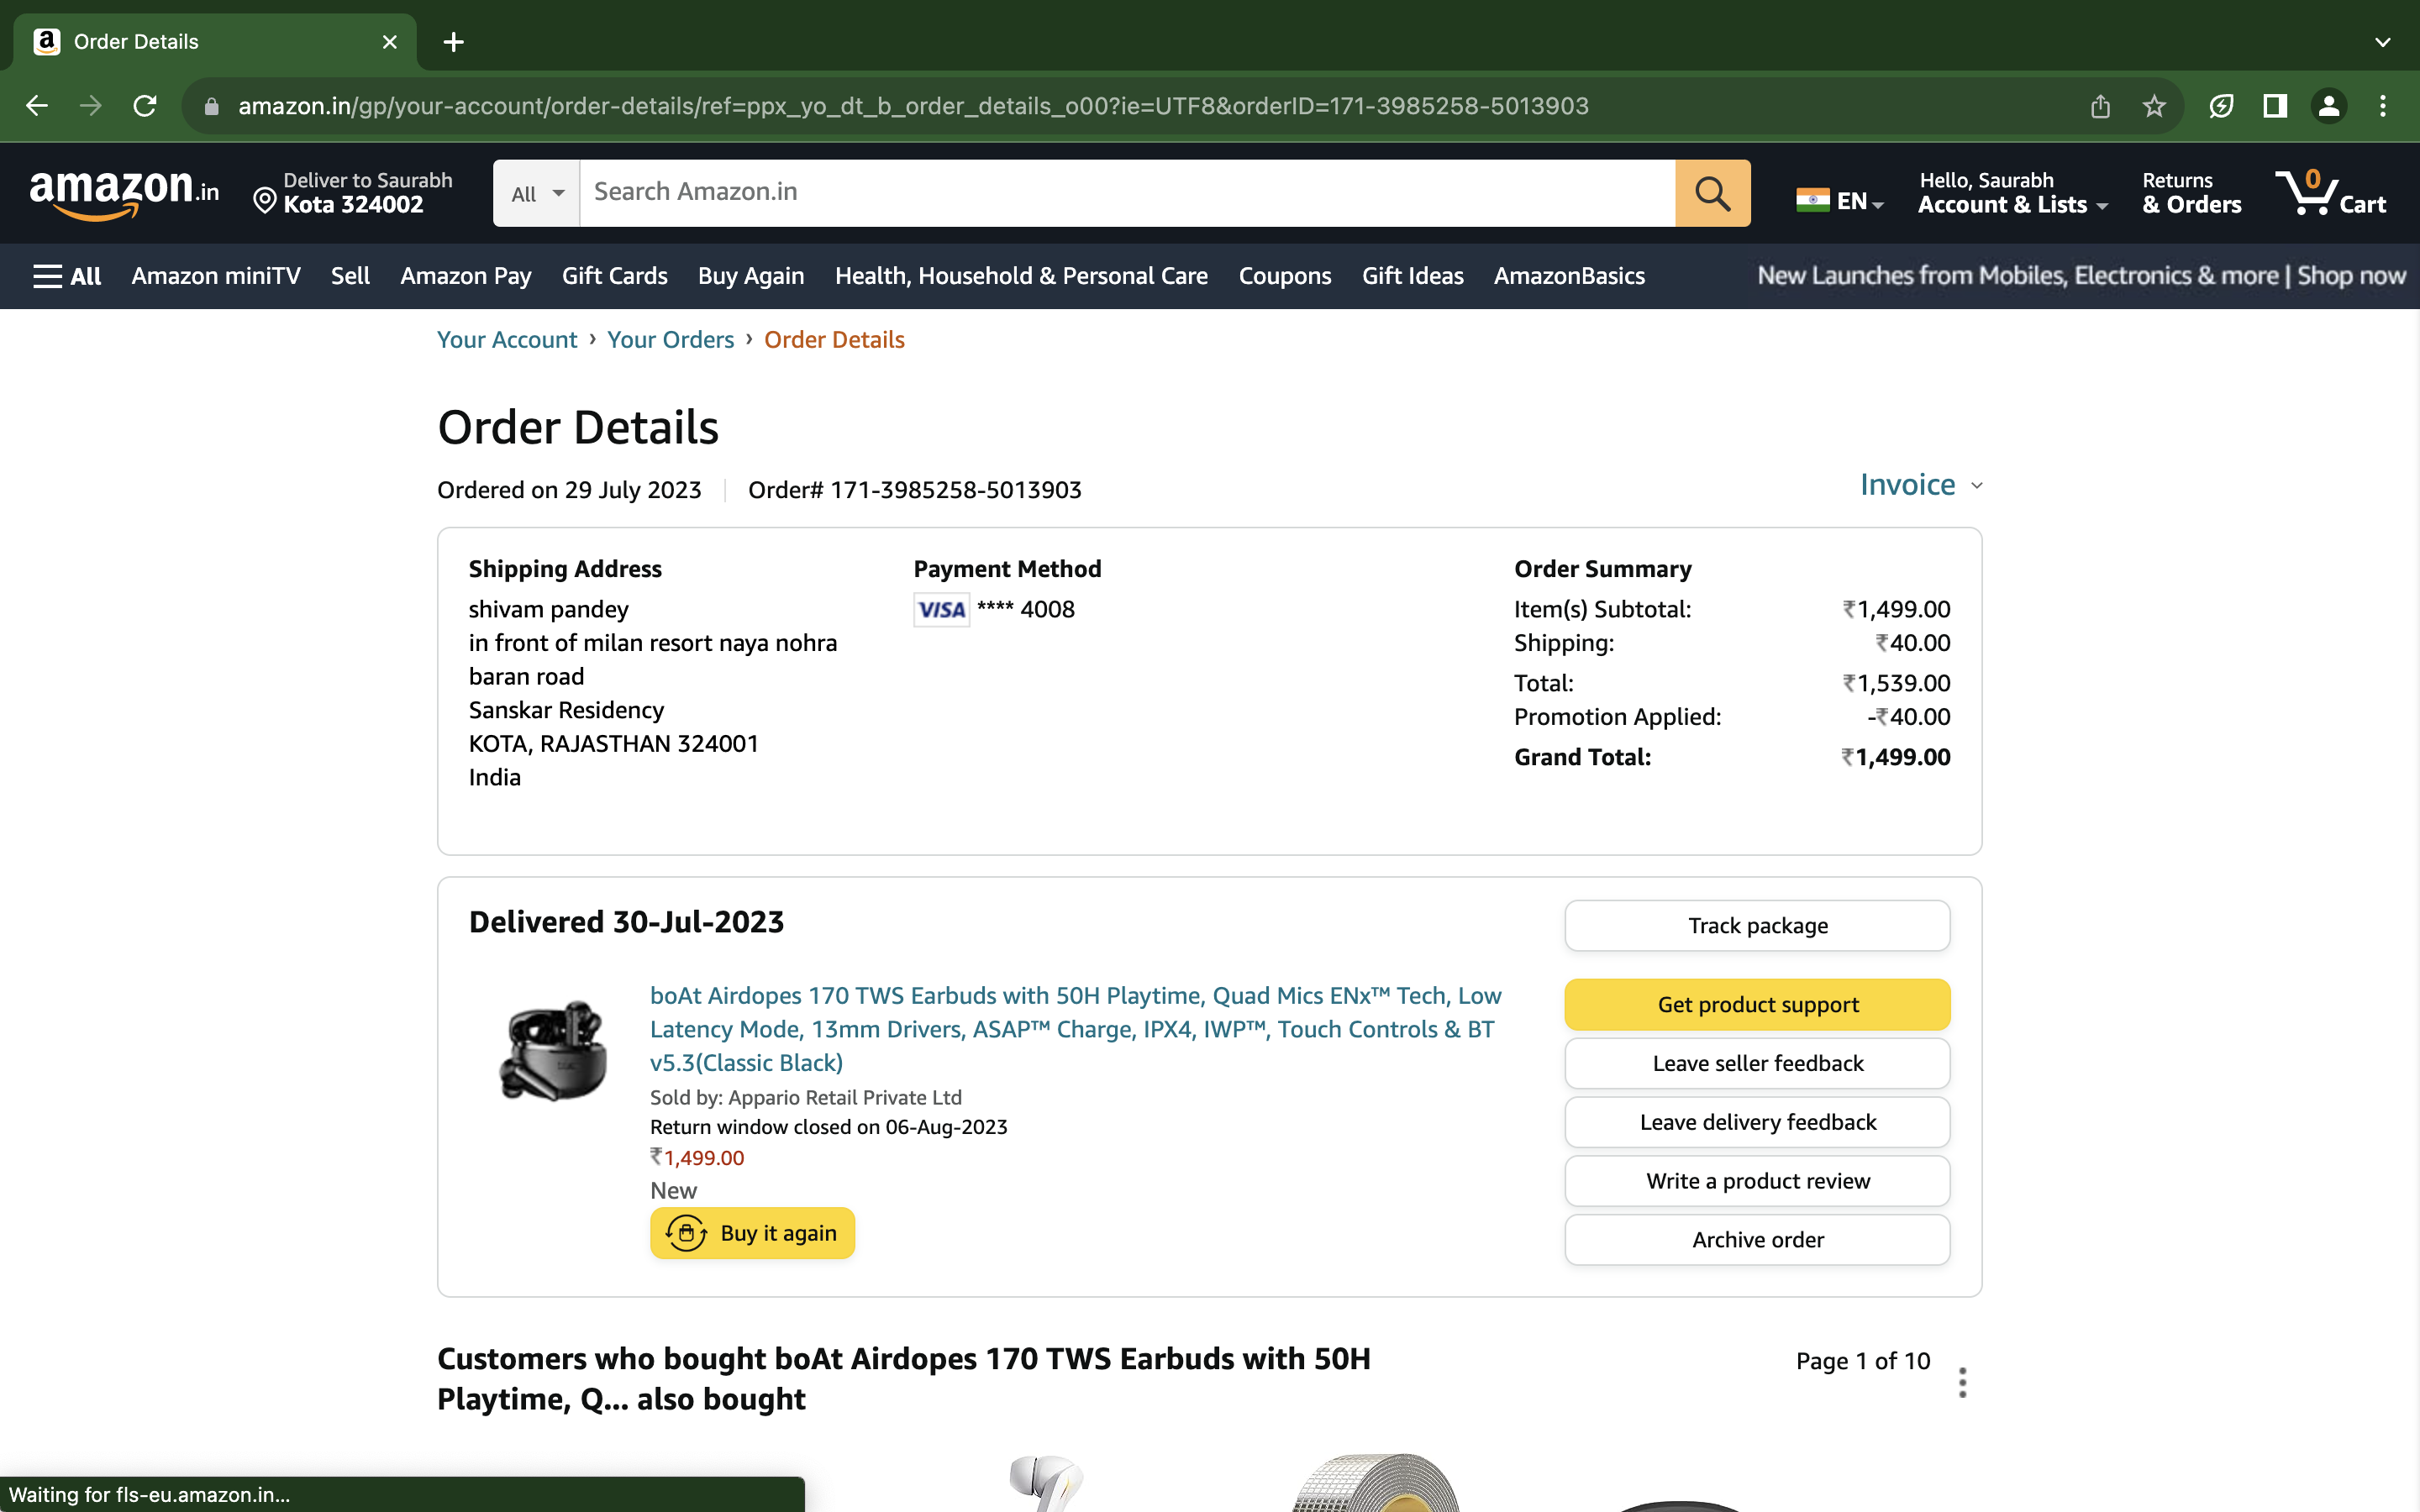 Order Details
amazon.in/gp/your-account/order-details/ref=ppx_yo_dt_b_order_details_o00?ie=UTF8&orderID=171-3985258-5013903
amazon.in
Deliver to Saurabh
Kota 324002
All
Search Amazon.in
EN
Hello, Saurabh
Account & Lists
Returns
& Orders
0
Cart
All
Amazon miniTV
Sell
Amazon Pay
Gift Cards
Buy Again
Health, Household & Personal Care
Coupons
Gift Ideas
AmazonBasics
New Launches from Mobiles, Electronics & more | Shop now
Your Account › Your Orders › Order Details
Order Details
Ordered on 29 July 2023
Order# 171-3985258-5013903
Invoice
Shipping Address
shivam pandey
in front of milan resort naya nohra
baran road
Sanskar Residency
KOTA, RAJASTHAN 324001
India
Payment Method
VISA **** 4008
Order Summary
Item(s) Subtotal: ₹1,499.00
Shipping: ₹40.00
Total: ₹1,539.00
Promotion Applied: -₹40.00
Grand Total: ₹1,499.00
Delivered 30-Jul-2023
boAt Airdopes 170 TWS Earbuds with 50H Playtime, Quad Mics ENx™ Tech, Low
Latency Mode, 13mm Drivers, ASAP™ Charge, IPX4, IWP™, Touch Controls & BT
v5.3(Classic Black)
Sold by: Appario Retail Private Ltd
Return window closed on 06-Aug-2023
₹1,499.00
New
Buy it again
Track package
Get product support
Leave seller feedback
Leave delivery feedback
Write a product review
Archive order
Customers who bought boAt Airdopes 170 TWS Earbuds with 50H
Playtime, Q... also bought
Page 1 of 10
Waiting for fls-eu.amazon.in...